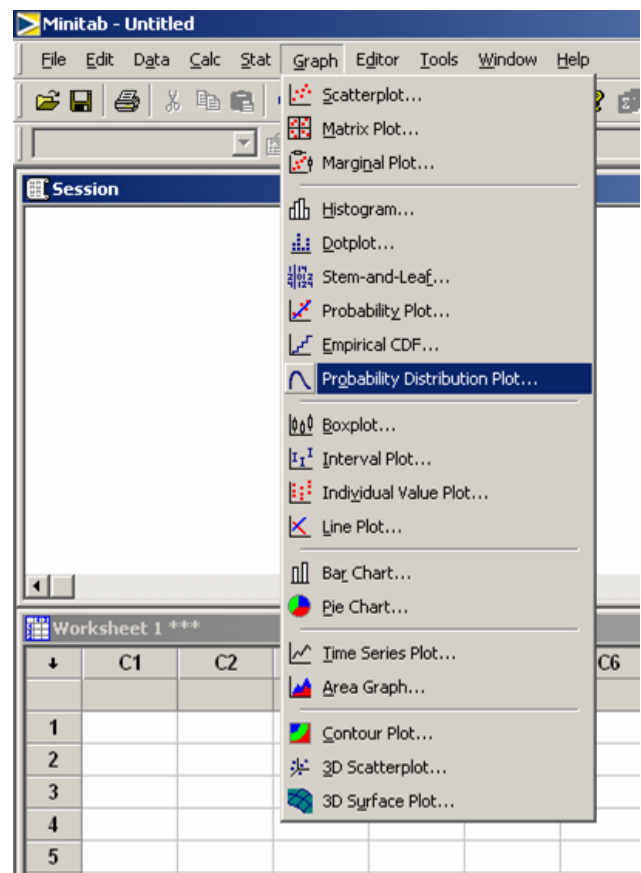 Minitab - Untitled
File Edit Data Calc Stat Graph Editor Tools Window Help
Scatterplot...
Matrix Plot...
Marginal Plot...
Session
Histogram...
Dotplot...
Stem-and-Leaf...
Probability Plot...
Empirical CDF...
Probability Distribution Plot...
Boxplot...
Interval Plot...
Individual Value Plot...
Line Plot...
Bar Chart...
Pie Chart...
Worksheet 1 ***
Time Series Plot...
C1 C2 C6
Area Graph...
1
Contour Plot...
2
3D Scatterplot...
3
3D Surface Plot...
4
5